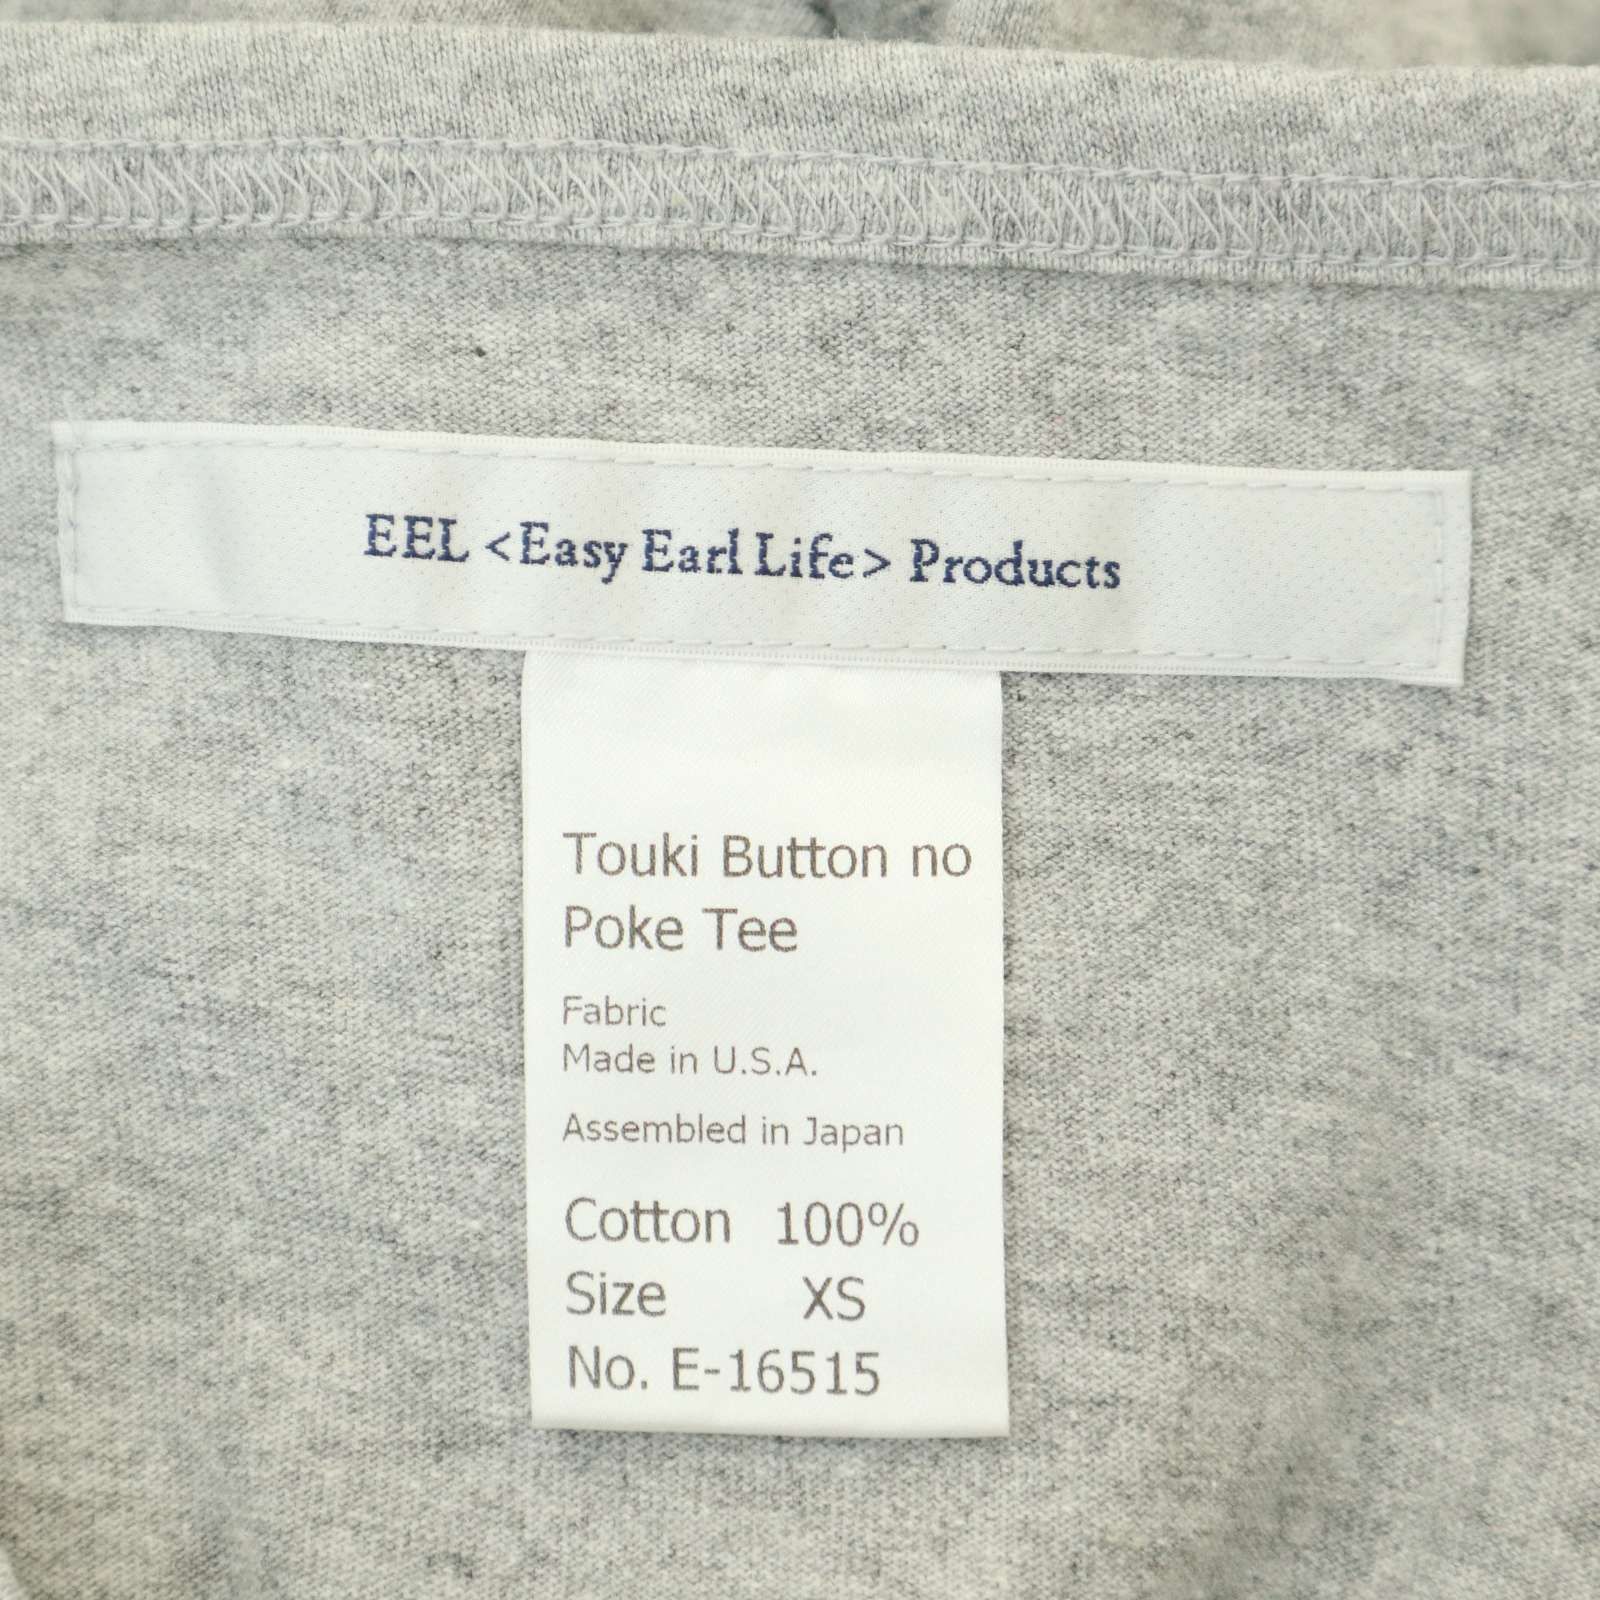 EEL <Easy Earl Life> Products
Touki Button no
Poke Tee
Fabric
Made in U.S.A.
Assembled in Japan
Cotton 100%
Size XS
No. E-16515